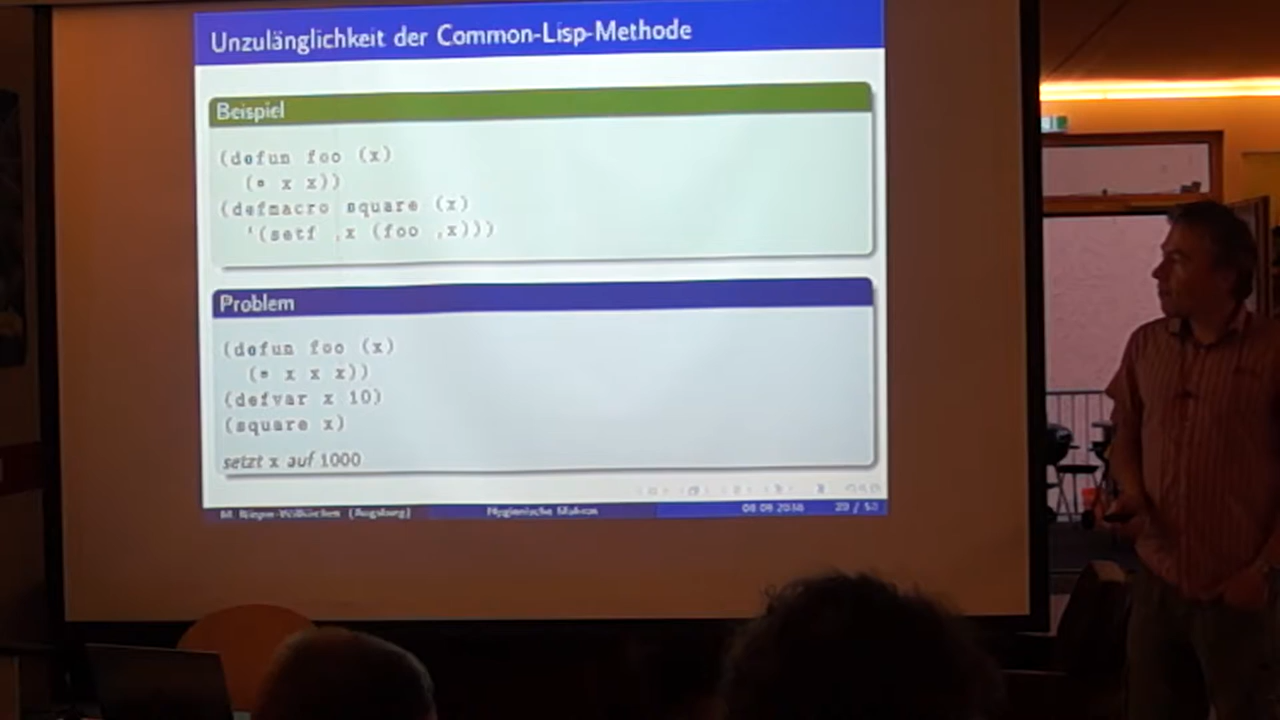 Unzulänglichkeit der Common-Lisp-Methode
Beispiel
(defun foo (x)
(* x x))
(defmacro square (x)
`(setf ,x (foo ,x)))
Problem
(defun foo (x)
(* x x x))
(defvar x 10)
(square x)
setzt x auf 1000
(Augsburg)
Hygienische Makros